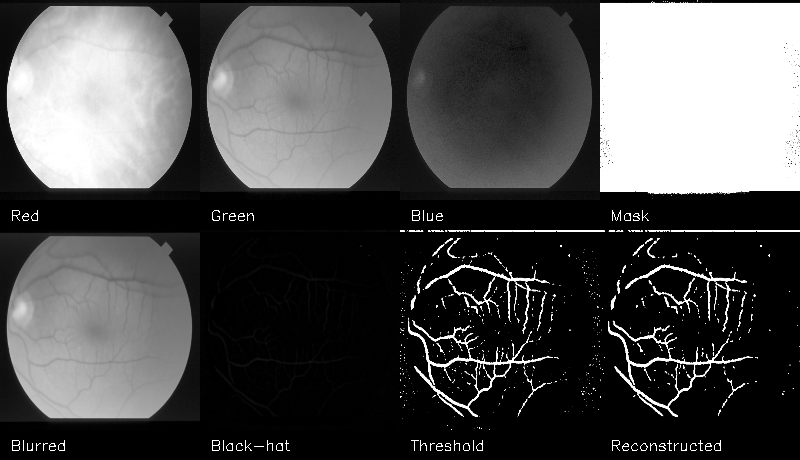 Red
Green
Blue
Mask
Blurred
Black-hat
Threshold
Reconstructed